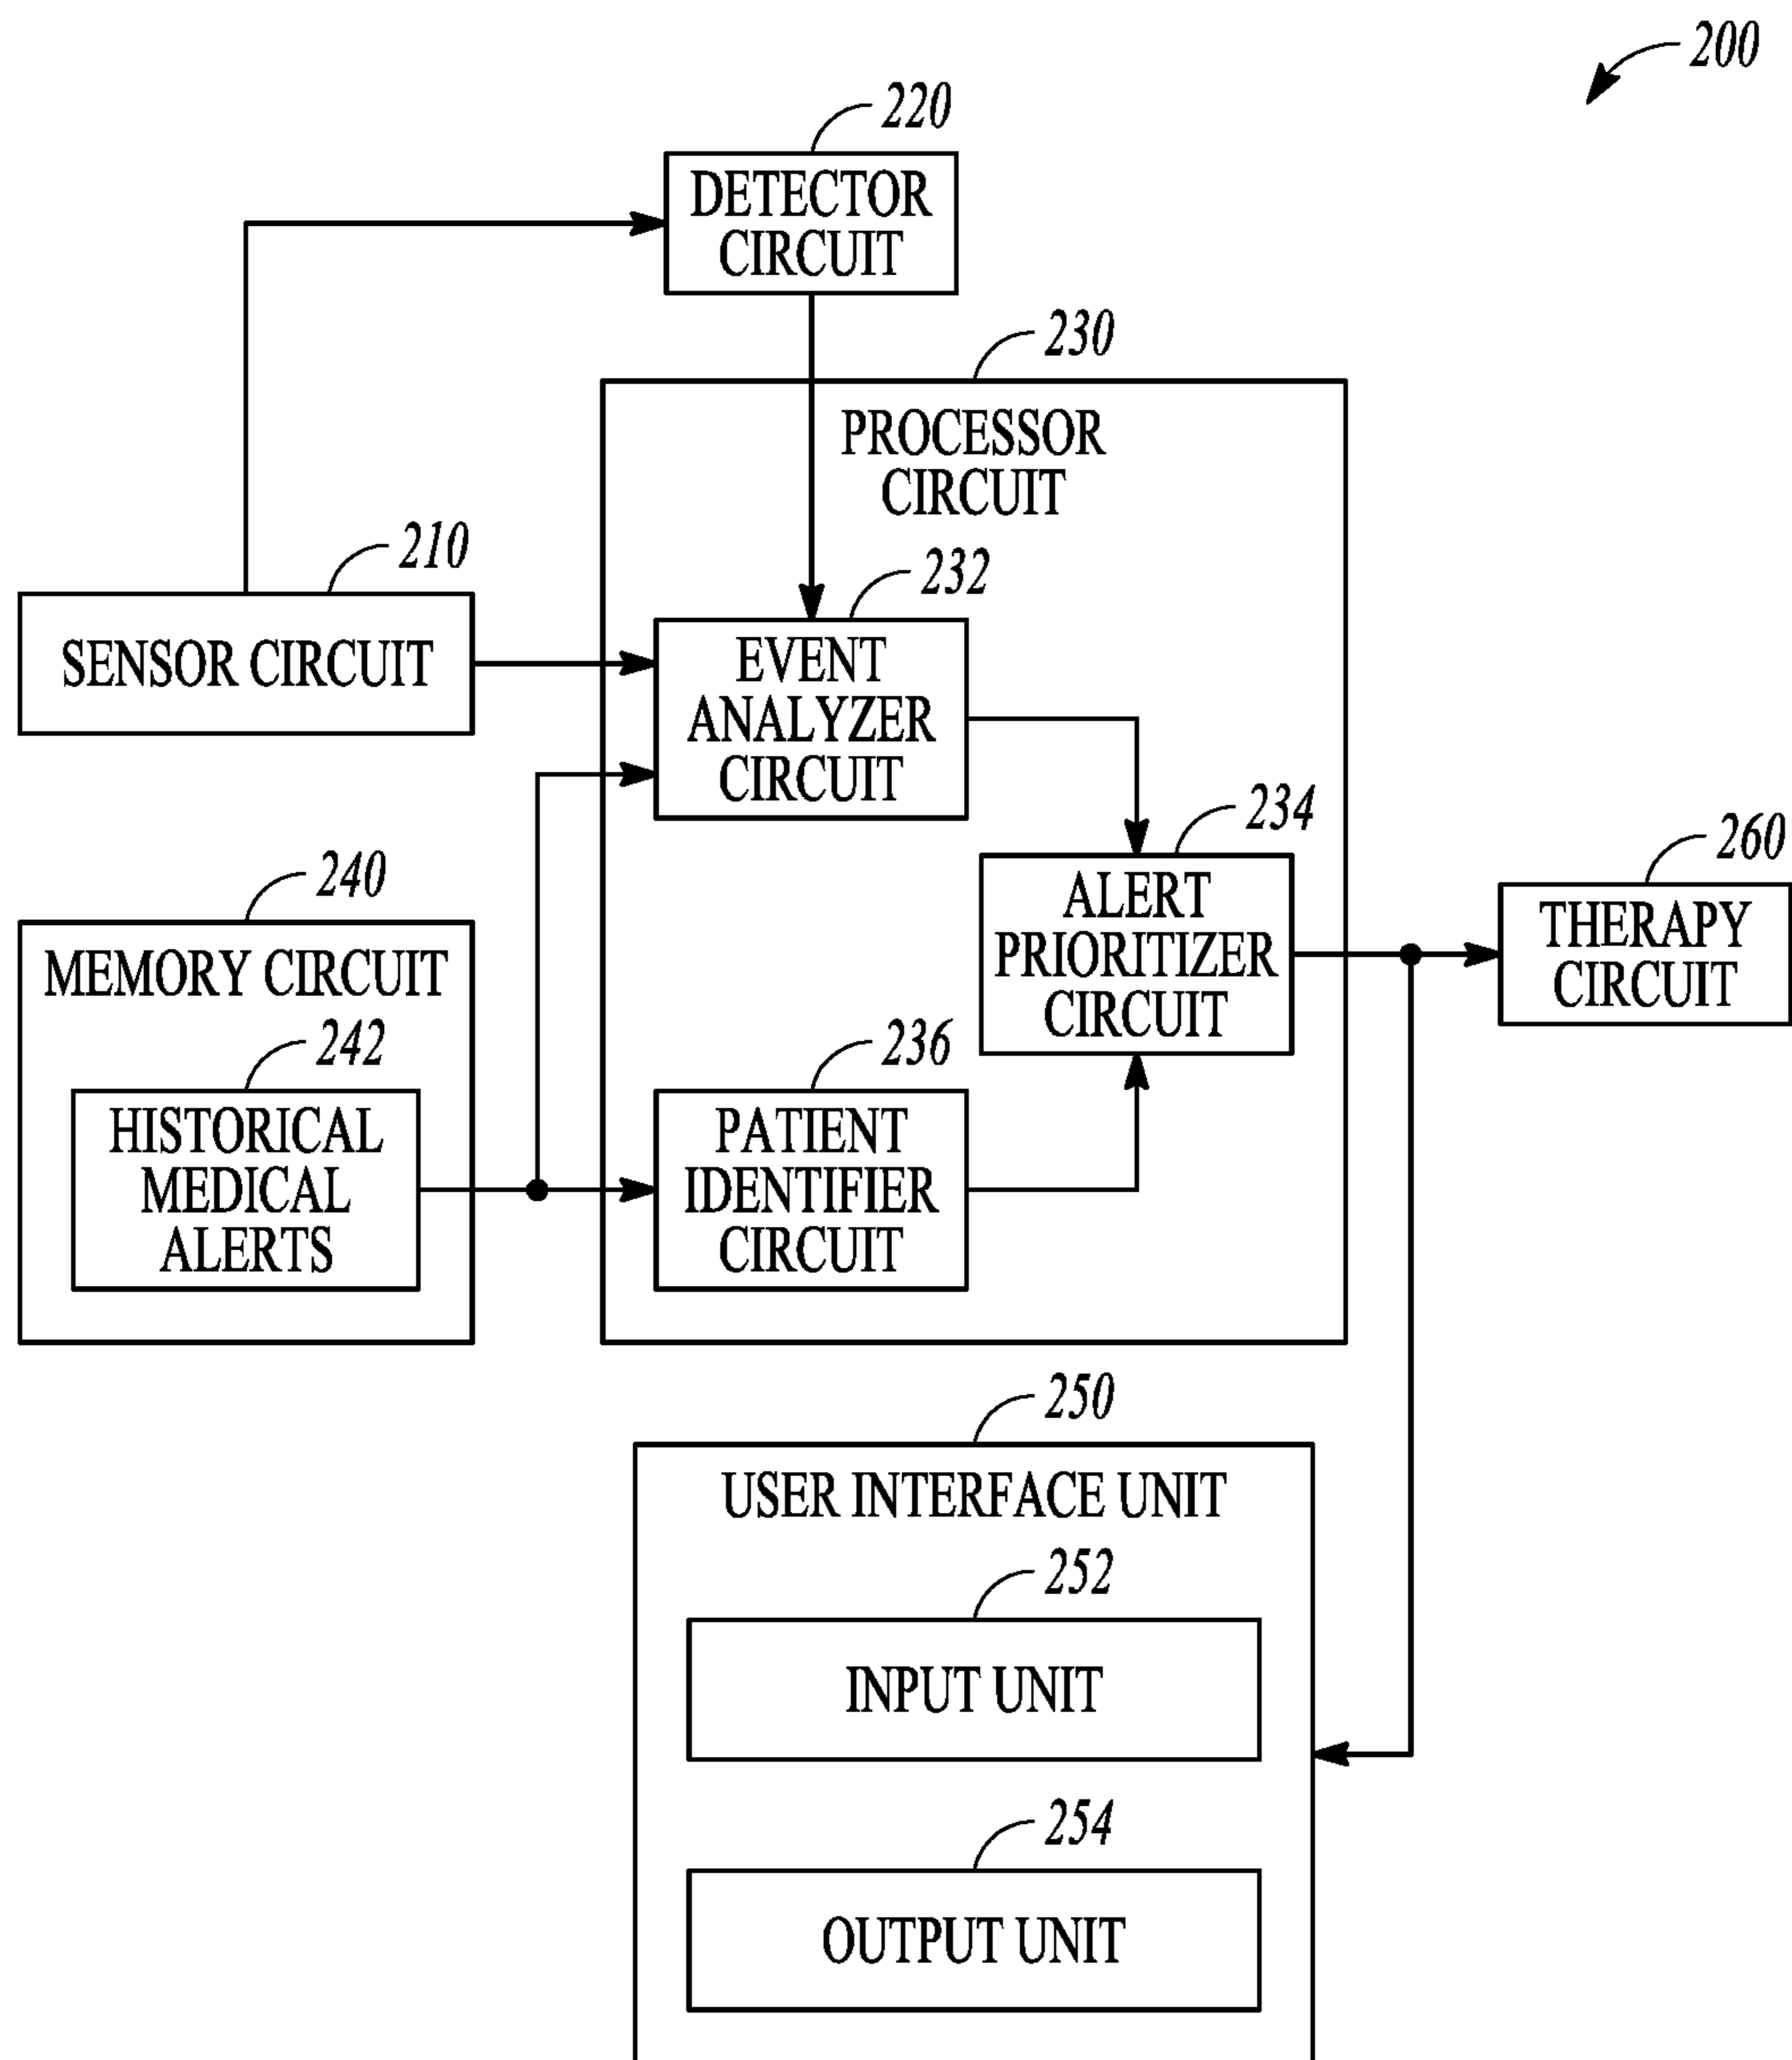 200
220
DETECTOR
CIRCUIT
230
PROCESSOR
CIRCUIT
210
SENSOR CIRCUIT
232
EVENT
ANALYZER
CIRCUIT
234
ALERT
PRIORITIZER
CIRCUIT
260
THERAPY
CIRCUIT
240
MEMORY CIRCUIT
242
HISTORICAL
MEDICAL
ALERTS
236
PATIENT
IDENTIFIER
CIRCUIT
250
USER INTERFACE UNIT
252
INPUT UNIT
254
OUTPUT UNIT